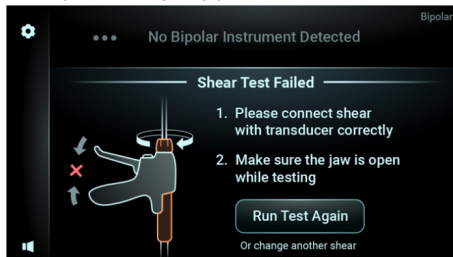 Bipolar
No Bipolar Instrument Detected
Shear Test Failed
1. Please connect shear
with transducer correctly
2. Make sure the jaw is open
while testing
Run Test Again
Or change another shear